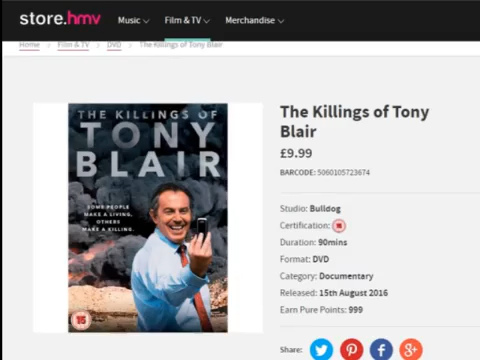 store.hmv
Music
Film & TV
Merchandise
Home > Film & TV > DVD > The Killings of Tony Blair
THE KILLINGS OF
TONY
BLAIR
SOME PEOPLE
MAKE A LIVING.
OTHERS
MAKE A KILLING.
15
The Killings of Tony
Blair
£9.99
BARCODE: 5060105723674
Studio: Bulldog
Certification: 15
Duration: 90mins
Format: DVD
Category: Documentary
Released: 15th August 2016
Earn Pure Points: 999
Share: